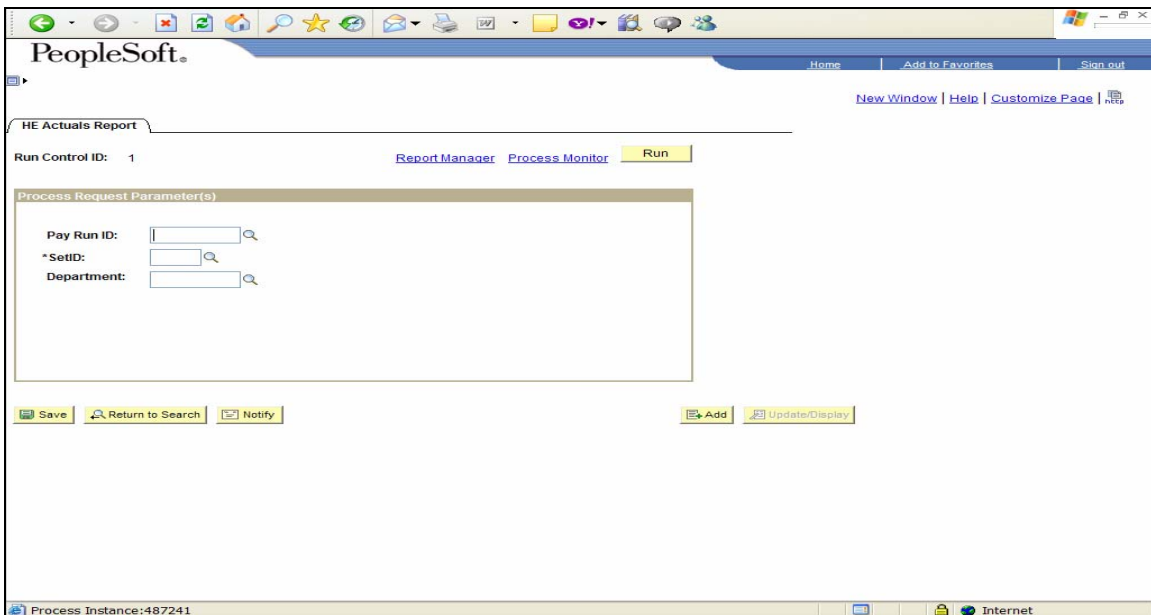 PeopleSoft®
Home | Add to Favorites | Sign out
New Window | Help | Customize Page |
HE Actuals Report
Run Control ID: 1 Report Manager Process Monitor Run
Process Request Parameter(s)
Pay Run ID:
*SetID:
Department:
Save Return to Search Notify Add Update/Display
Process Instance:487241 Internet